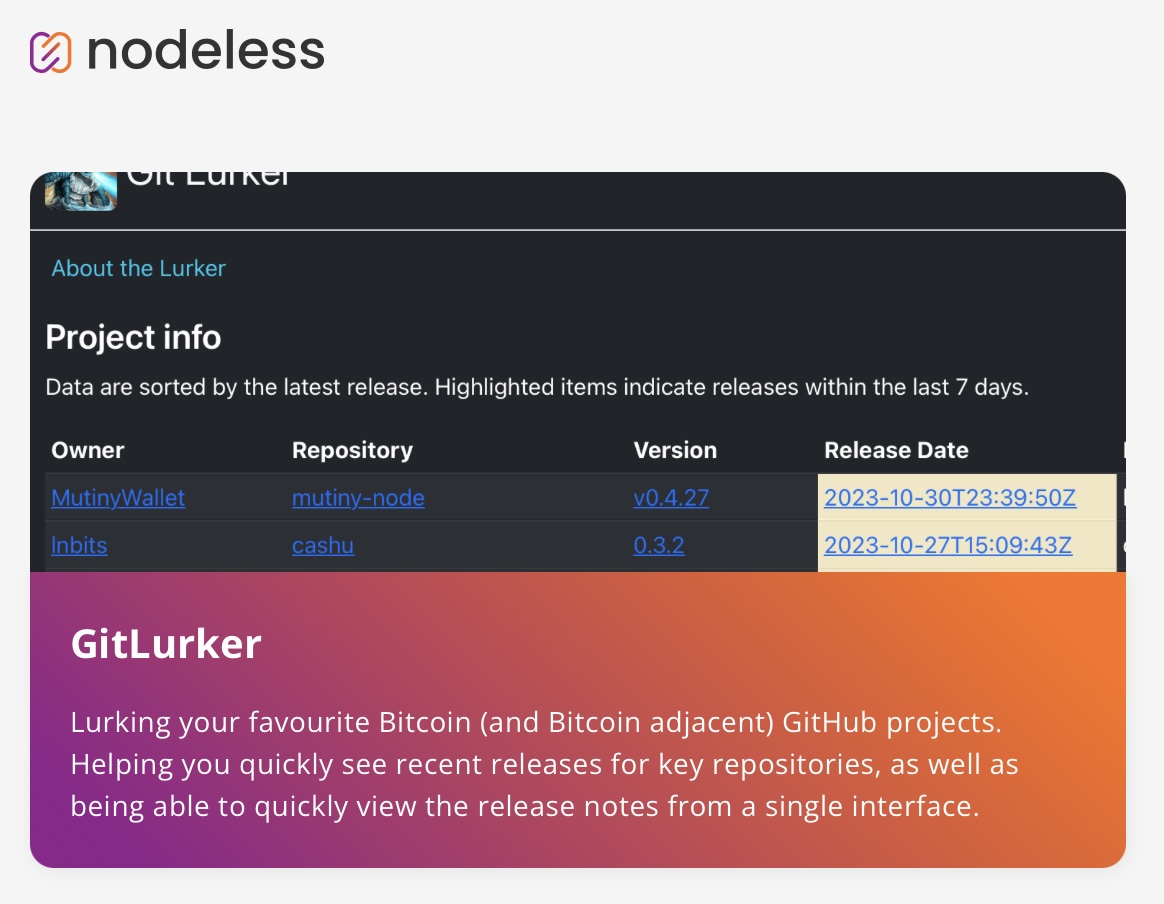 nodeless
Git Lurker
About the Lurker
Project info
Data are sorted by the latest release. Highlighted items indicate releases within the last 7 days.
Owner Repository Version Release Date
MutinyWallet mutiny-node v0.4.27 2023-10-30T23:39:50Z
lnbits cashu 0.3.2 2023-10-27T15:09:43Z
GitLurker
Lurking your favourite Bitcoin (and Bitcoin adjacent) GitHub projects.
Helping you quickly see recent releases for key repositories, as well as
being able to quickly view the release notes from a single interface.